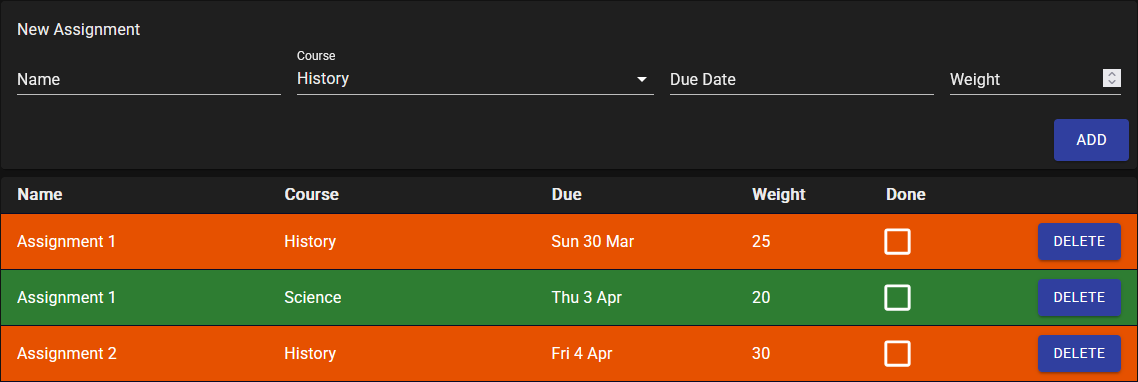 New Assignment
Course
Name History Due Date Weight
ADD
Name Course Due Weight Done
Assignment 1 History Sun 30 Mar 25 DELETE
Assignment 1 Science Thu 3 Apr 20 DELETE
Assignment 2 History Fri 4 Apr 30 DELETE